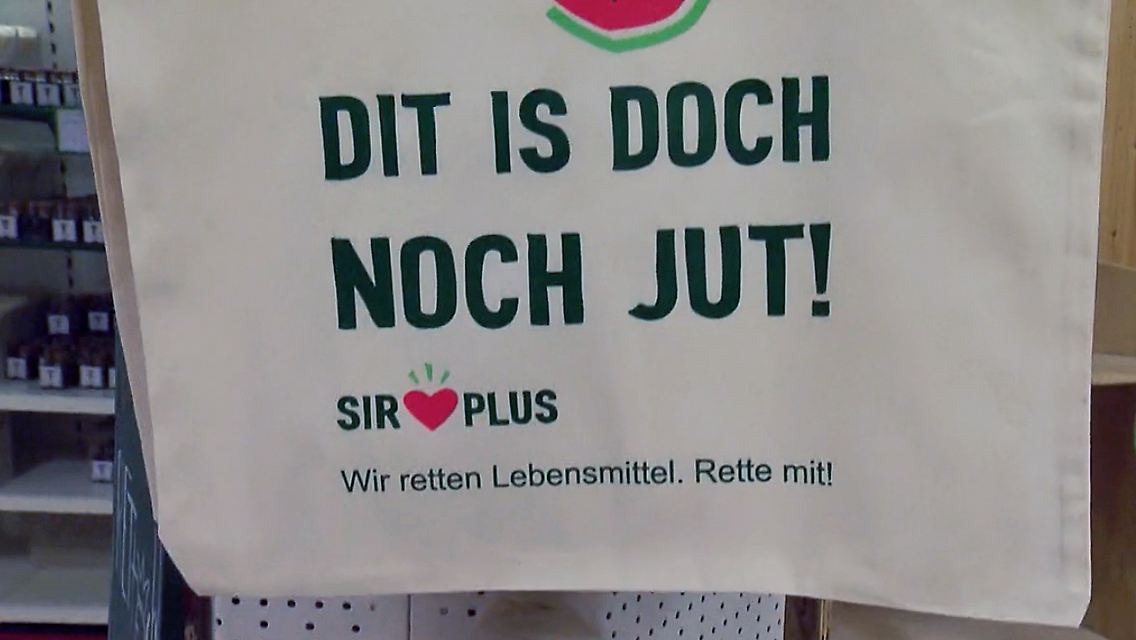 DIT IS DOCH
NOCH JUT!
SIR PLUS
Wir retten Lebensmittel. Rette mit!